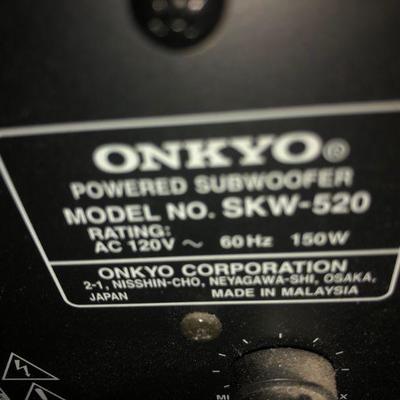 ONKYO®
POWERED SUBWOOFER
MODEL NO. SKW-520
RATING:
AC 120V ~ 60Hz 150W
ONKYO CORPORATION
2-1, NISSHIN-CHO, NEYAGAWA-SHI, OSAKA,
JAPAN MADE IN MALAYSIA